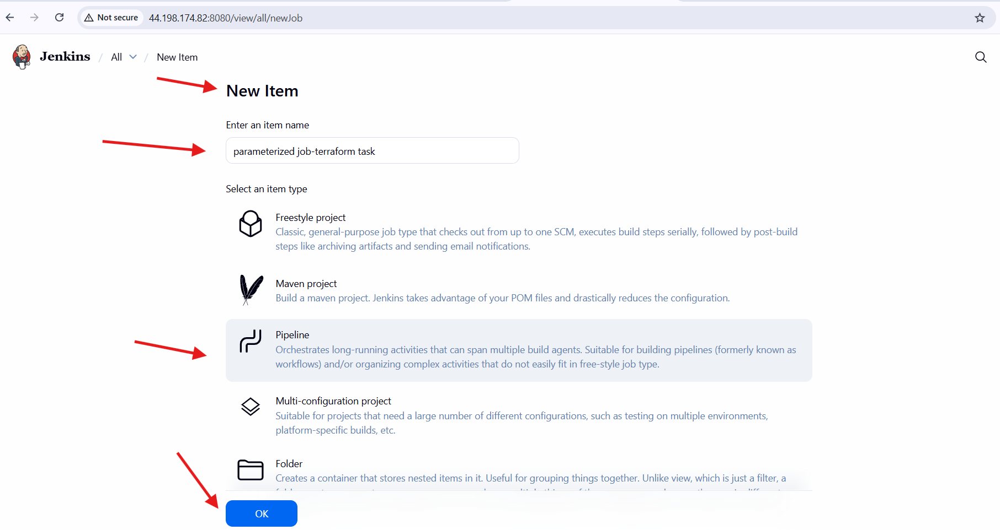 Not secure 44.198.174.82:8080/view/all/newJob
Jenkins / All / New Item
New Item
Enter an item name
parameterized job-terraform task
Select an item type
Freestyle project
Classic, general-purpose job type that checks out from up to one SCM, executes build steps serially, followed by post-build
steps like archiving artifacts and sending email notifications.
Maven project
Build a maven project. Jenkins takes advantage of your POM files and drastically reduces the configuration.
Pipeline
Orchestrates long-running activities that can span multiple build agents. Suitable for building pipelines (formerly known as
workflows) and/or organizing complex activities that do not easily fit in free-style job type.
Multi-configuration project
Suitable for projects that need a large number of different configurations, such as testing on multiple environments,
platform-specific builds, etc.
Folder
Creates a container that stores nested items in it. Useful for grouping things together. Unlike view, which is just a filter, a
OK